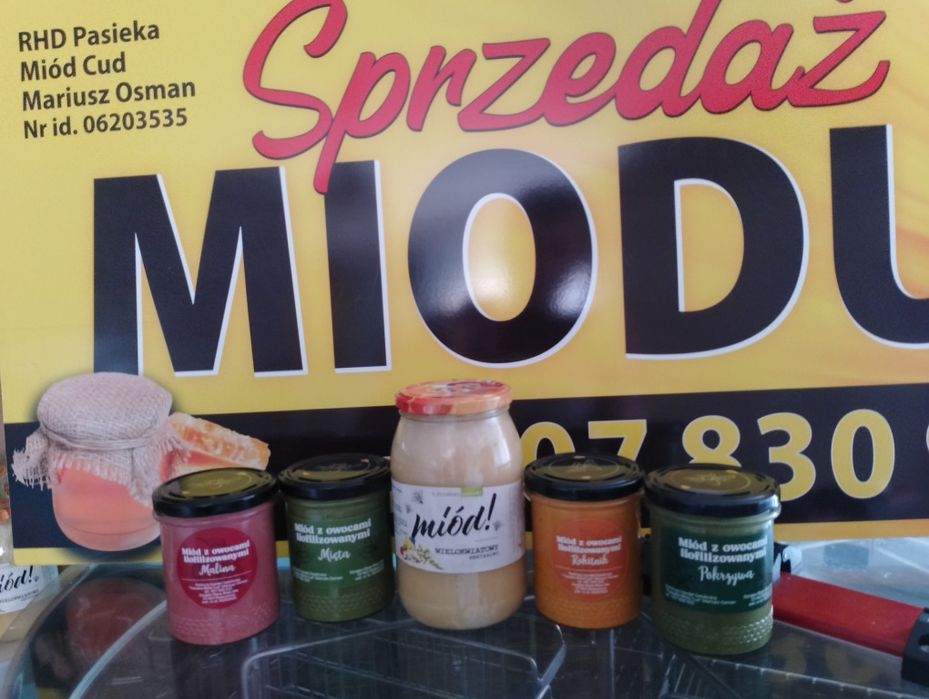 RHD Pasieka
Miód Cud
Mariusz Osman
Nr id. 06203535
Sprzedaż
MIODU
07 830
Miód z owocami
liofilizowanymi
Malina
Miód z owocami
liofilizowanymi
Mięta
miód!
WIELOKWIATOWY
Miód z owocami
liofilizowanymi
Rokitnik
Miód z owocami
liofilizowanymi
Pokrzywa
miód!